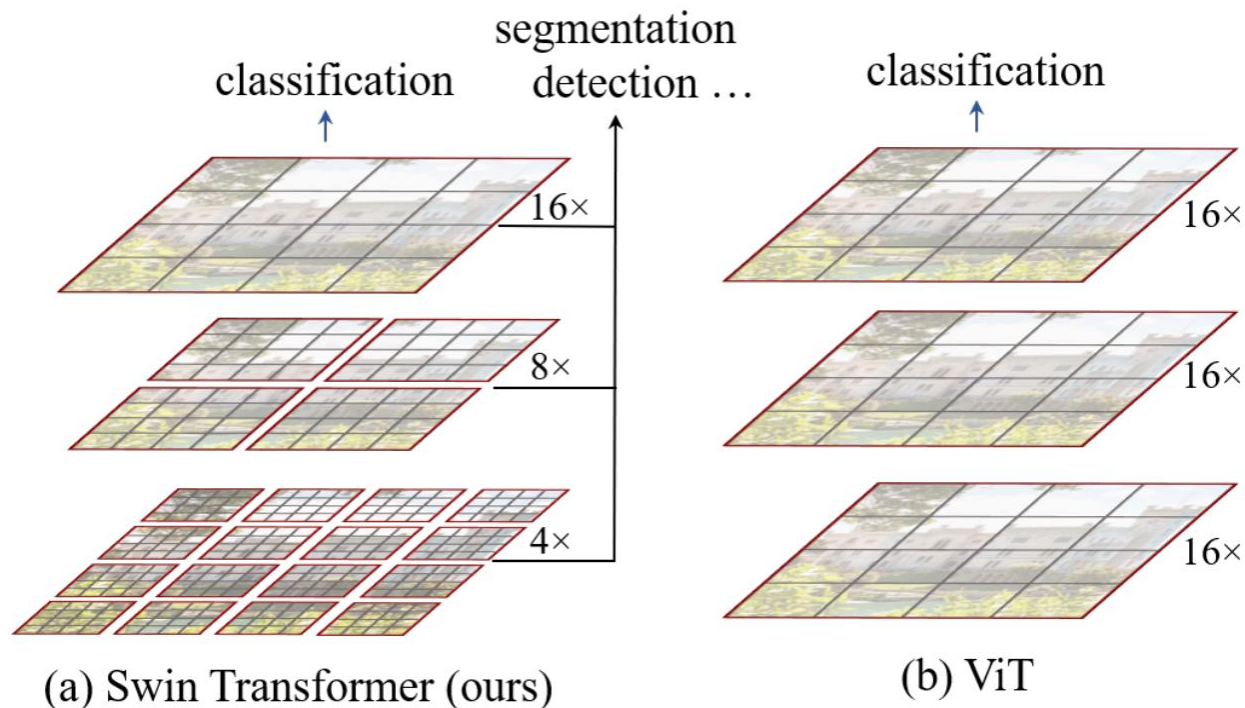 segmentation
detection ...
classification
16×
8×
4×
(a) Swin Transformer (ours)
classification
16×
16×
16×
(b) ViT